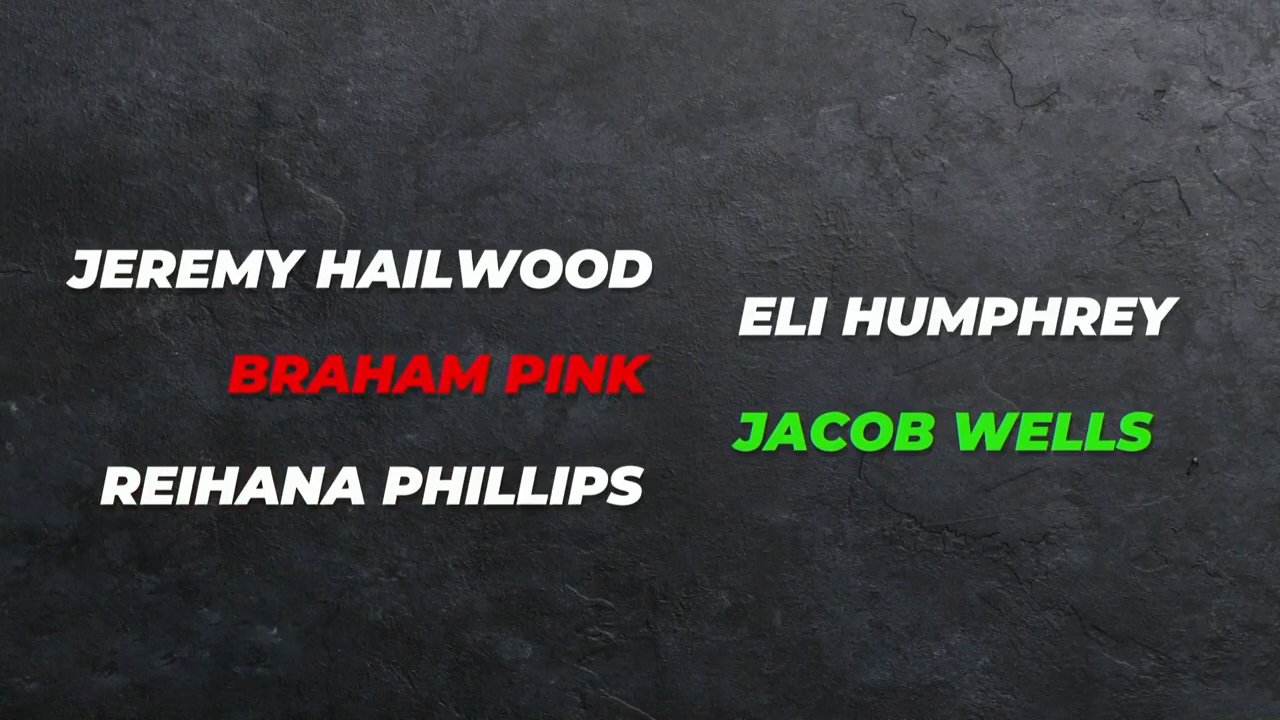 JEREMY HAILWOOD
BRAHAM PINK
REIHANA PHILLIPS
ELI HUMPHREY
JACOB WELLS